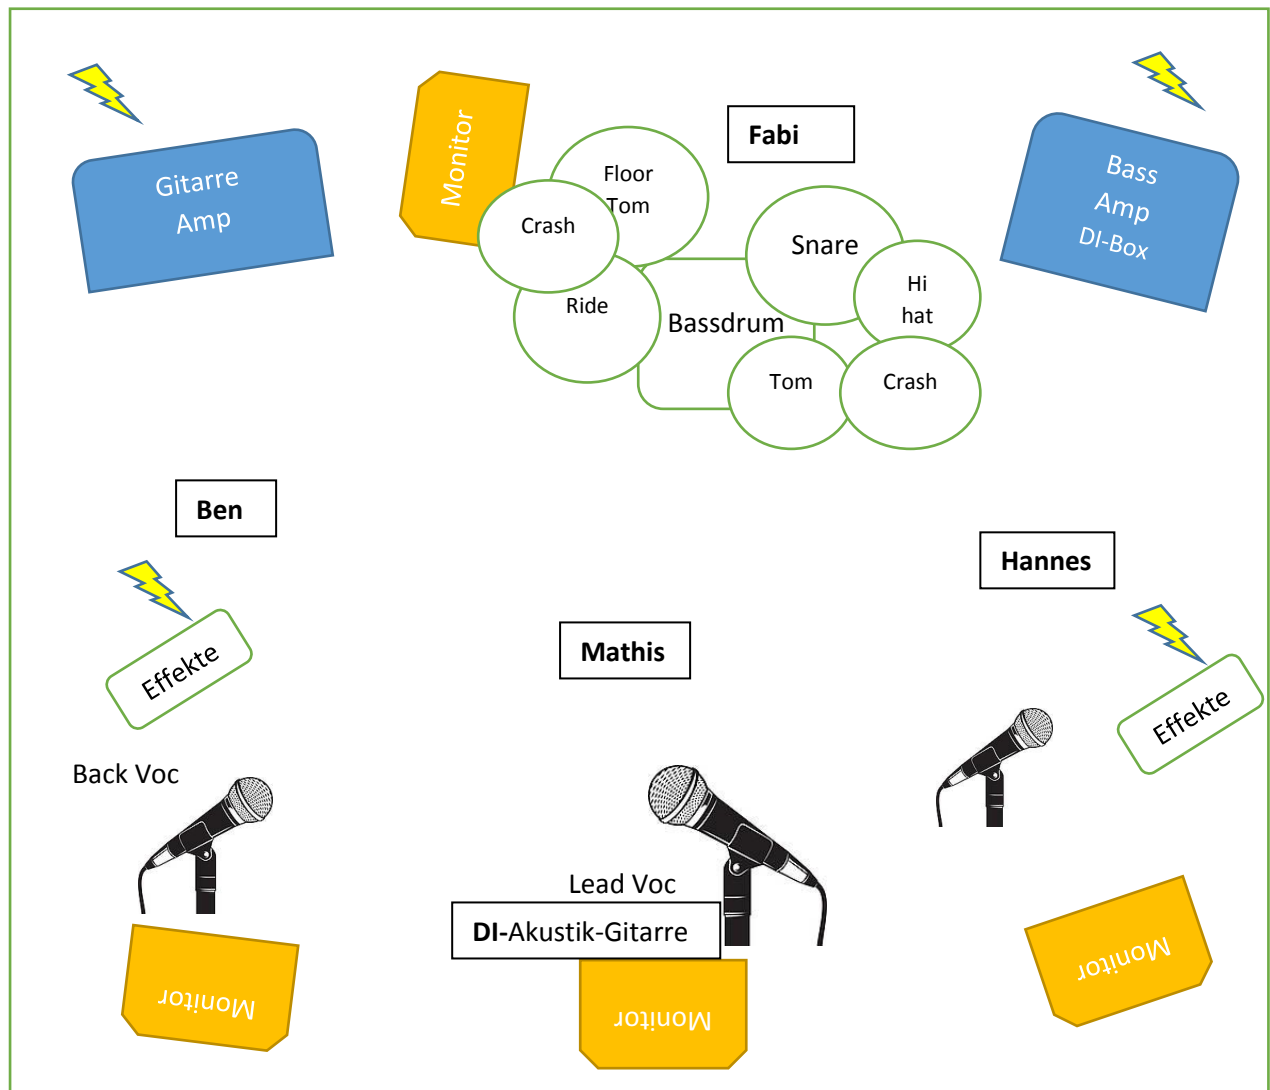 Monitor
Fabi
Gitarre
Amp
Floor
Tom
Crash
Bass
Amp
DI-Box
Snare
Hi
hat
Ride
Bassdrum
Tom
Crash
Ben
Hannes
Effekte
Mathis
Effekte
Back Voc
Lead Voc
DI-Akustik-Gitarre
Monitor
Monitor
Monitor